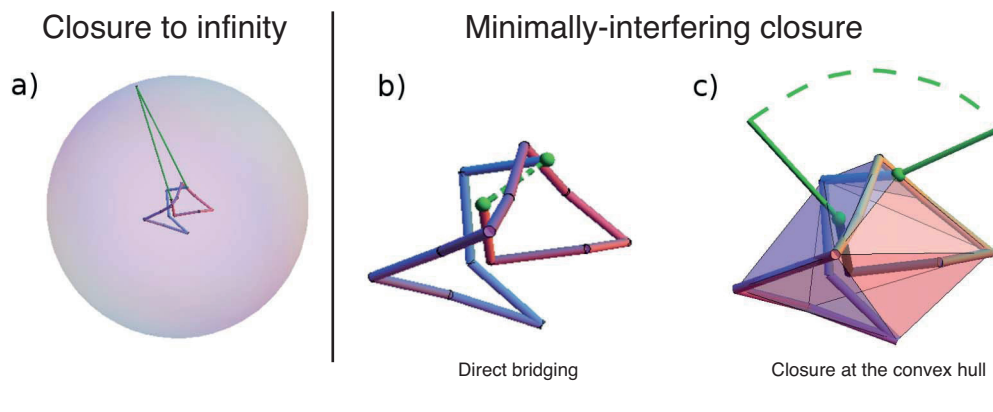 Closure to infinity
Minimally-interfering closure
a)
b)
c)
Direct bridging
Closure at the convex hull